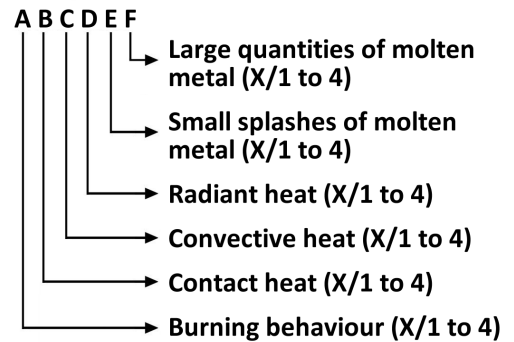 A B C D E F
Large quantities of molten
metal (X/1 to 4)
Small splashes of molten
metal (X/1 to 4)
Radiant heat (X/1 to 4)
Convective heat (X/1 to 4)
Contact heat (X/1 to 4)
Burning behaviour (X/1 to 4)